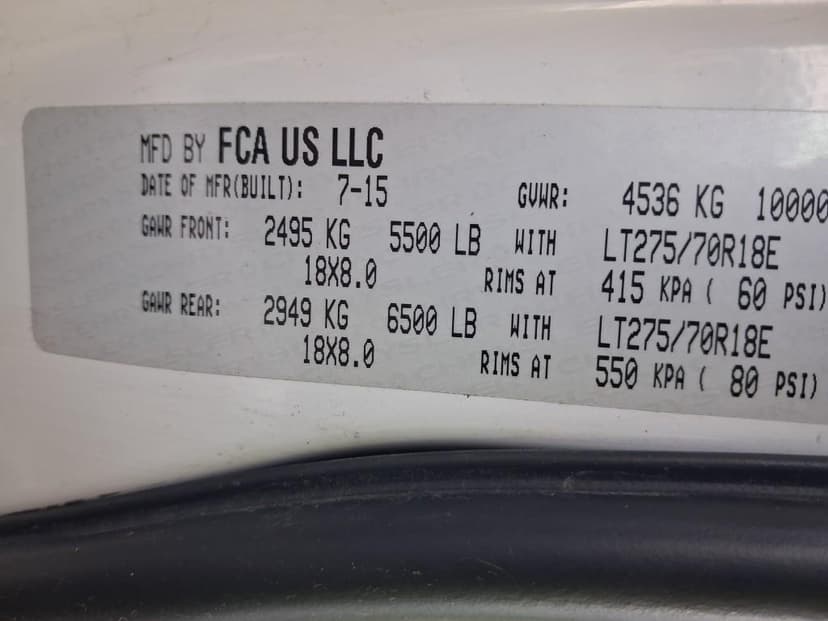 MFD BY FCA US LLC
DATE OF MFR(BUILT): 7-15 GVWR: 4536 KG 10000
GAWR FRONT: 2495 KG 5500 LB WITH LT275/70R18E
18X8.0 RIMS AT 415 KPA ( 60 PSI)
GAWR REAR: 2949 KG 6500 LB WITH LT275/70R18E
18X8.0 RIMS AT 550 KPA ( 80 PSI)